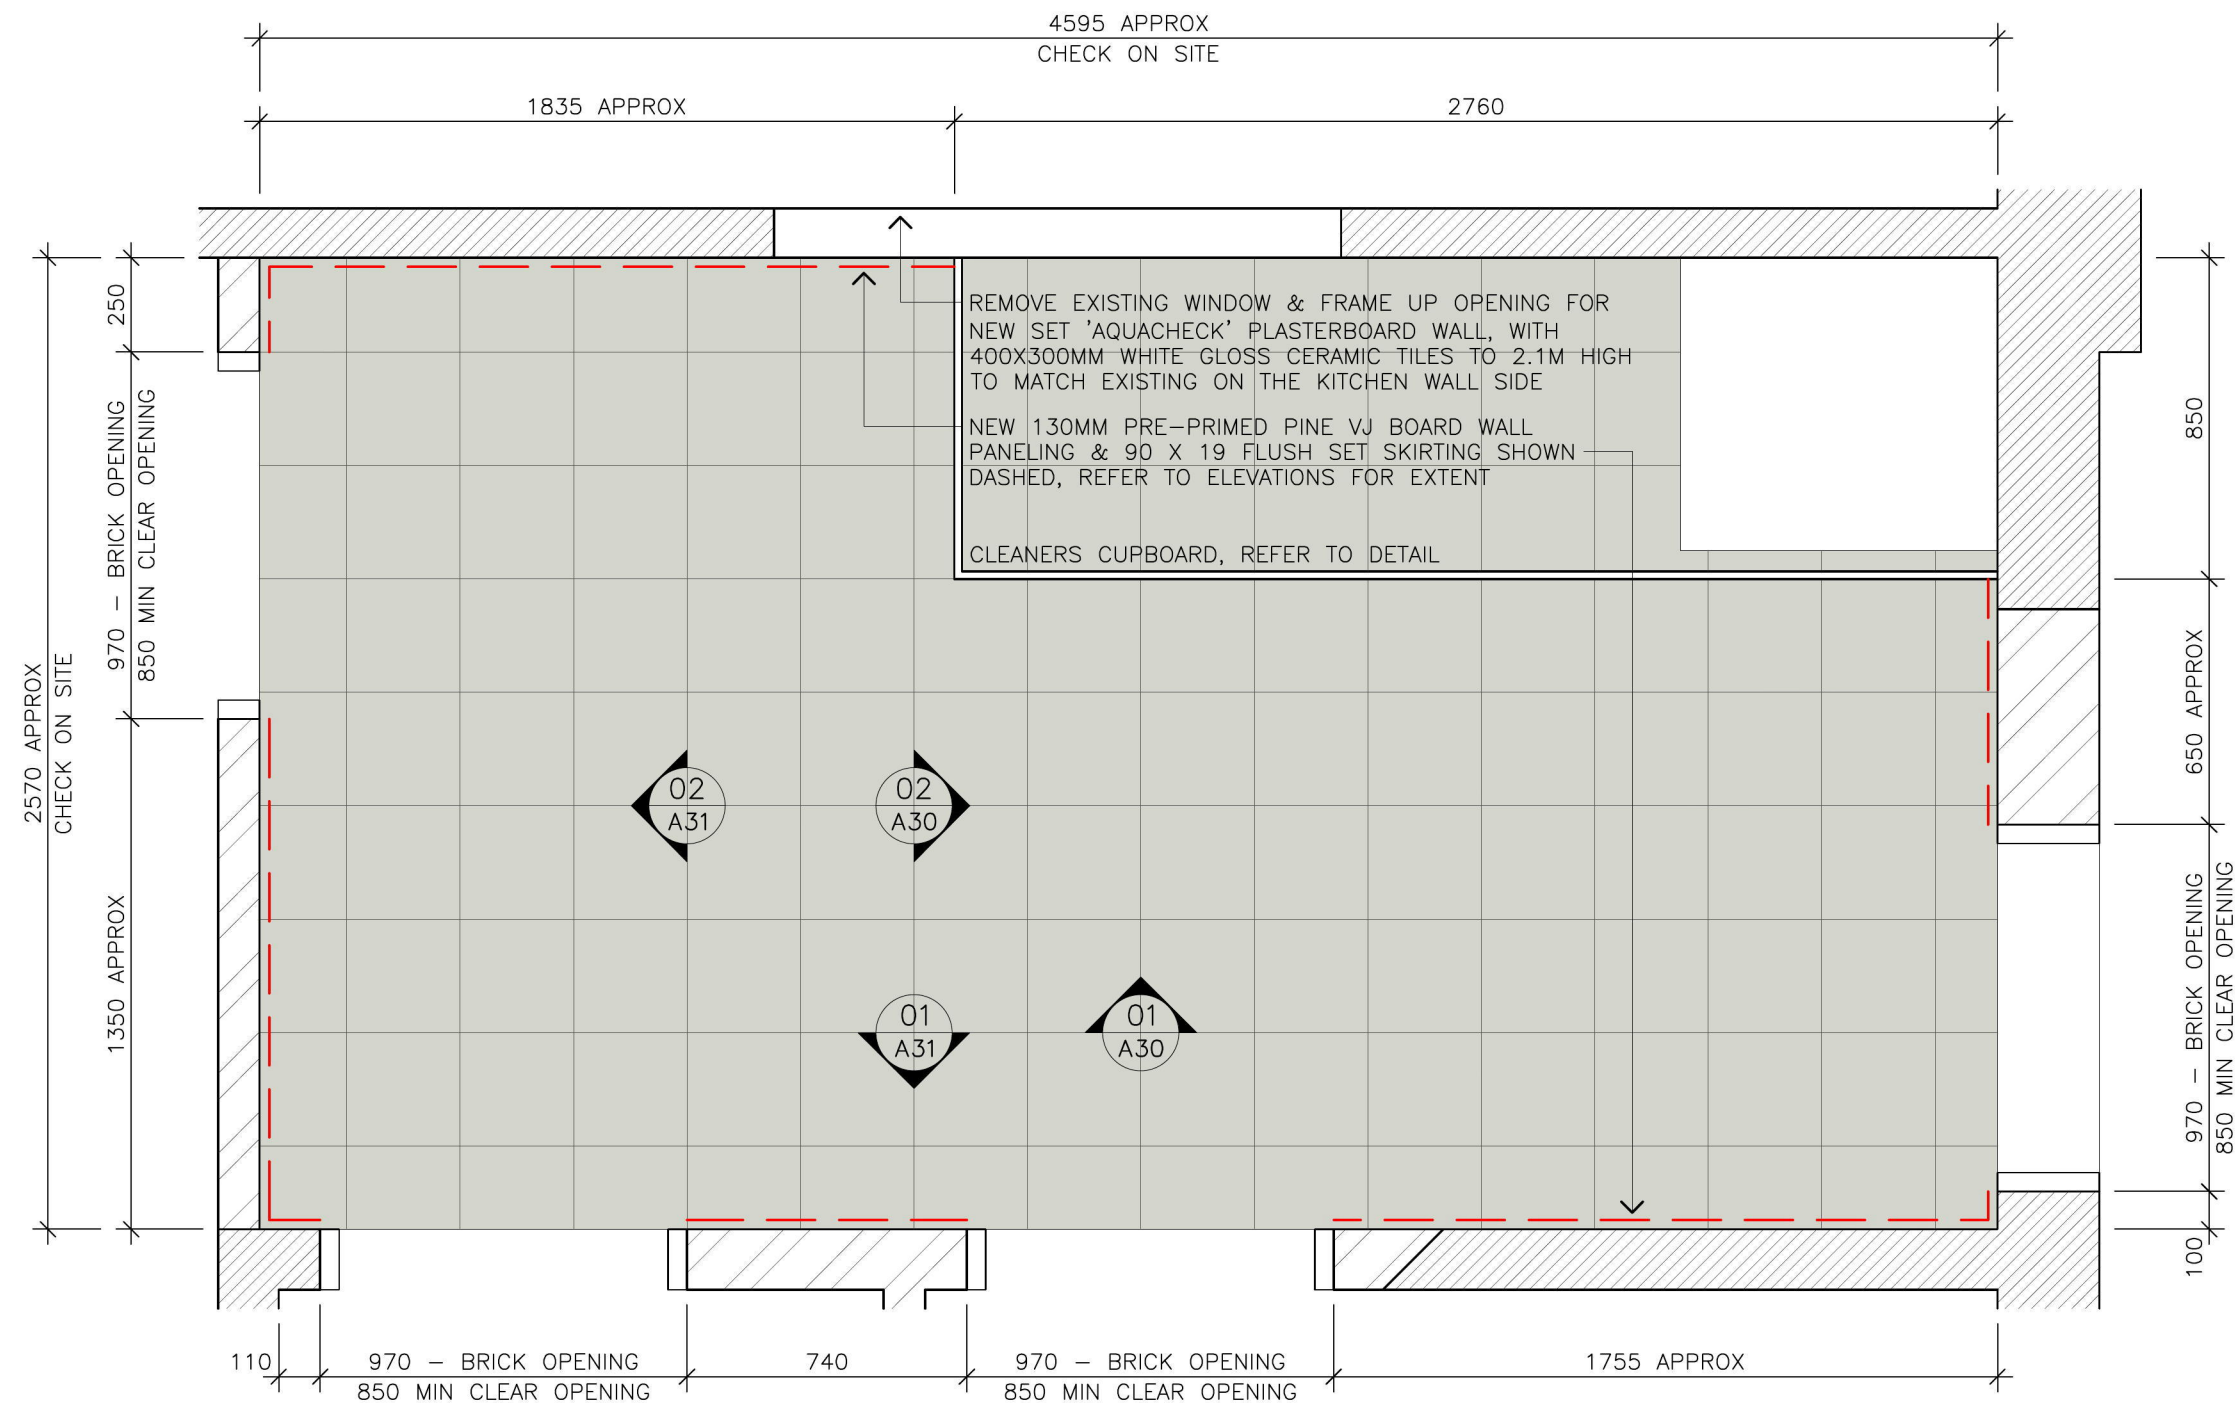 4595 APPROX
CHECK ON SITE
1835 APPROX
2760
REMOVE EXISTING WINDOW & FRAME UP OPENING FOR
NEW SET 'AQUACHECK' PLASTERBOARD WALL, WITH
400X300MM WHITE GLOSS CERAMIC TILES TO 2.1M HIGH
TO MATCH EXISTING ON THE KITCHEN WALL SIDE
NEW 130MM PRE-PRIMED PINE VJ BOARD WALL
PANELING & 90 X 19 FLUSH SET SKIRTING SHOWN
DASHED, REFER TO ELEVATIONS FOR EXTENT
CLEANERS CUPBOARD, REFER TO DETAIL
2570 APPROX
CHECK ON SITE
250
970 - BRICK OPENING
850 MIN CLEAR OPENING
1350 APPROX
02
A31
02
A30
01
A31
01
A30
850
650 APPROX
970 - BRICK OPENING
850 MIN CLEAR OPENING
100
110
970 - BRICK OPENING
850 MIN CLEAR OPENING
740
970 - BRICK OPENING
850 MIN CLEAR OPENING
1755 APPROX